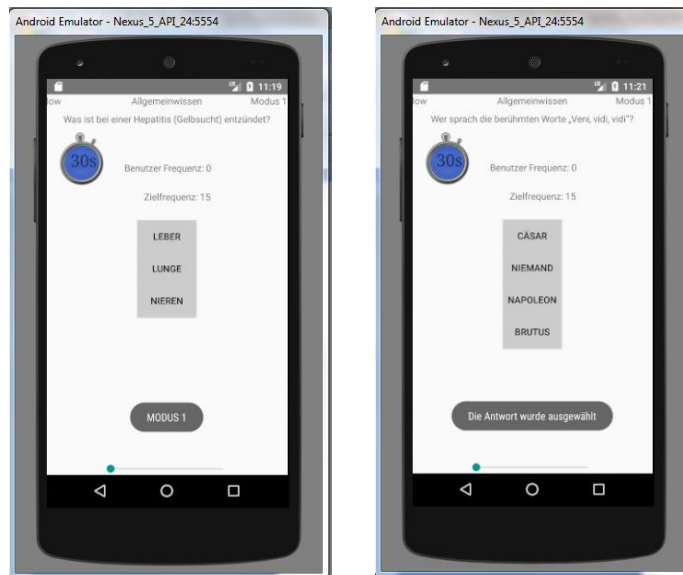 Android Emulator - Nexus_5_API_24:5554
11:19
low Allgemeinwissen Modus 1
Was ist bei einer Hepatitis (Gelbsucht) entzündet?
30s
Benutzer Frequenz: 0
Zielfrequenz: 15
LEBER
LUNGE
NIEREN
MODUS 1
Android Emulator - Nexus_5_API_24:5554
11:21
low Allgemeinwissen Modus 1
Wer sprach die berühmten Worte „Veni, vidi, vidi"?
30s
Benutzer Frequenz: 0
Zielfrequenz: 15
CÄSAR
NIEMAND
NAPOLEON
BRUTUS
Die Antwort wurde ausgewählt